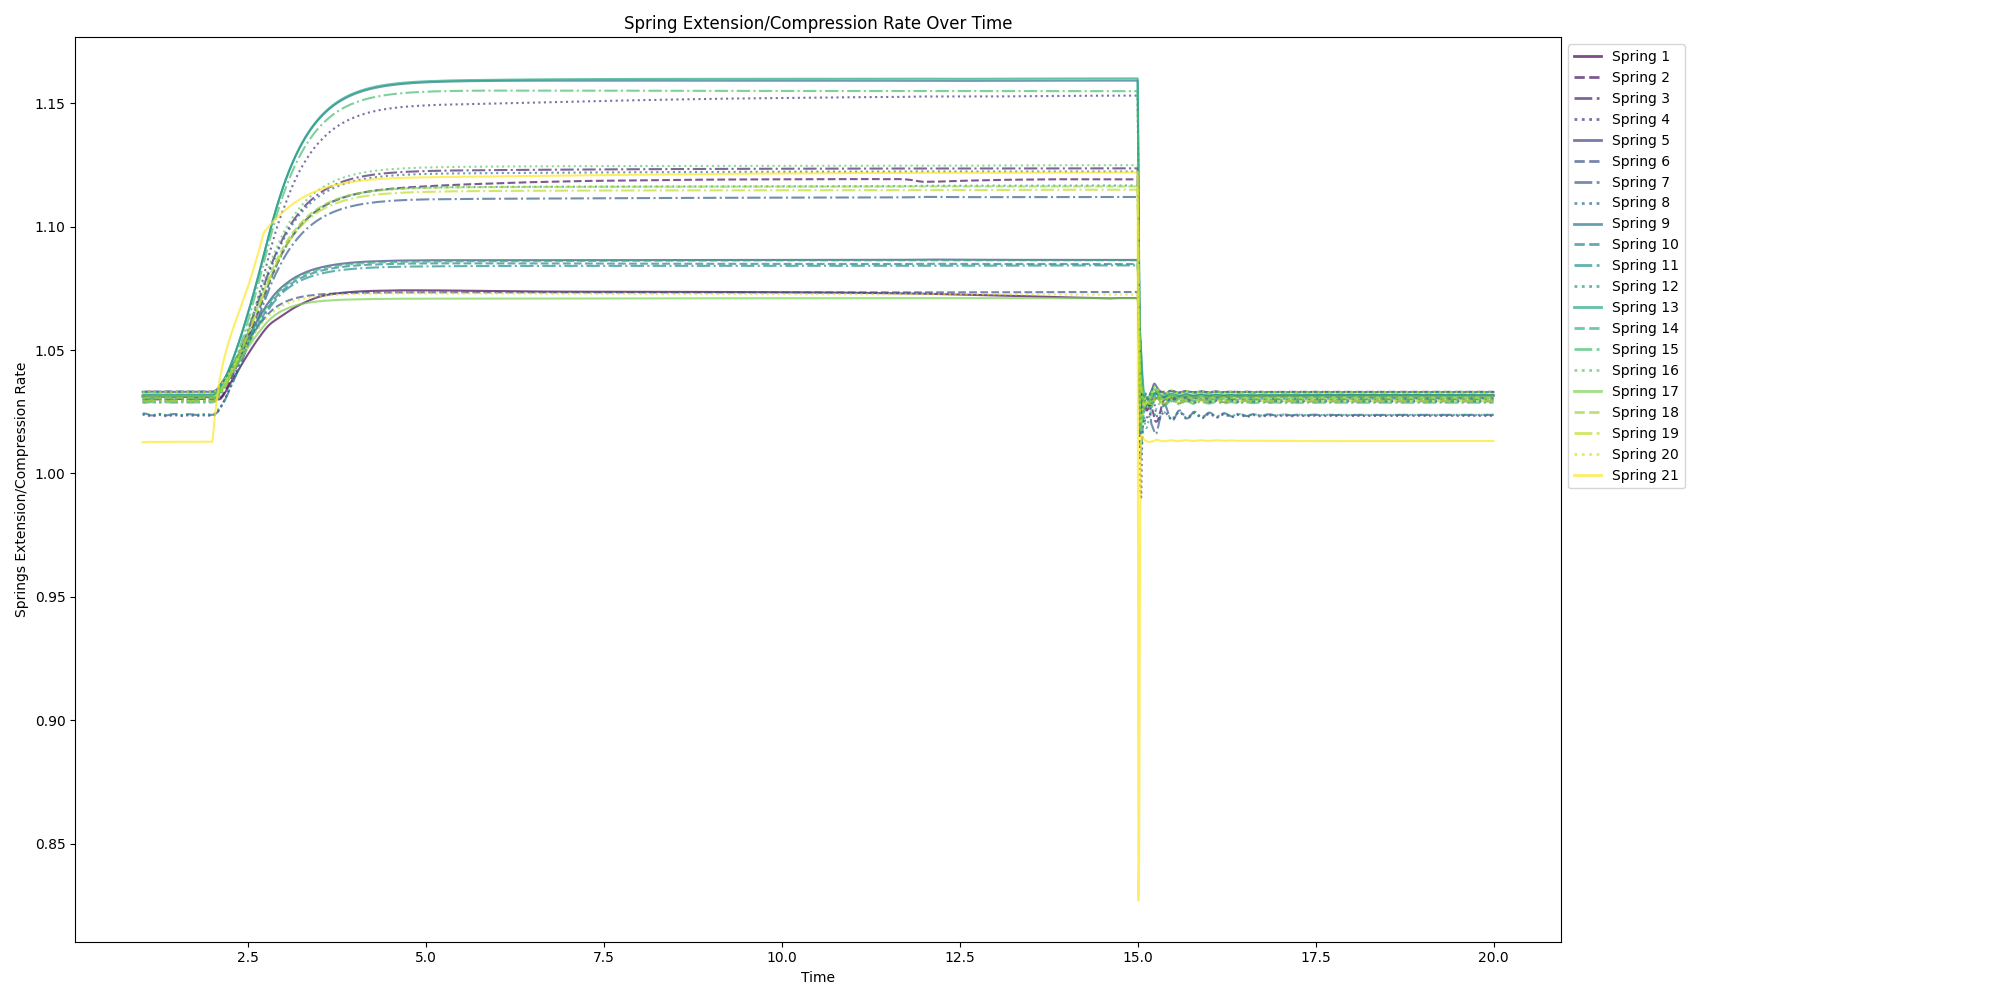 Spring Extension/Compression Rate Over Time
Springs Extension/Compression Rate
1.15
1.10
1.05
1.00
0.95
0.90
0.85
2.5
5.0
7.5
10.0
12.5
15.0
17.5
20.0
Time
Spring 1
Spring 2
Spring 3
Spring 4
Spring 5
Spring 6
Spring 7
Spring 8
Spring 9
Spring 10
Spring 11
Spring 12
Spring 13
Spring 14
Spring 15
Spring 16
Spring 17
Spring 18
Spring 19
Spring 20
Spring 21